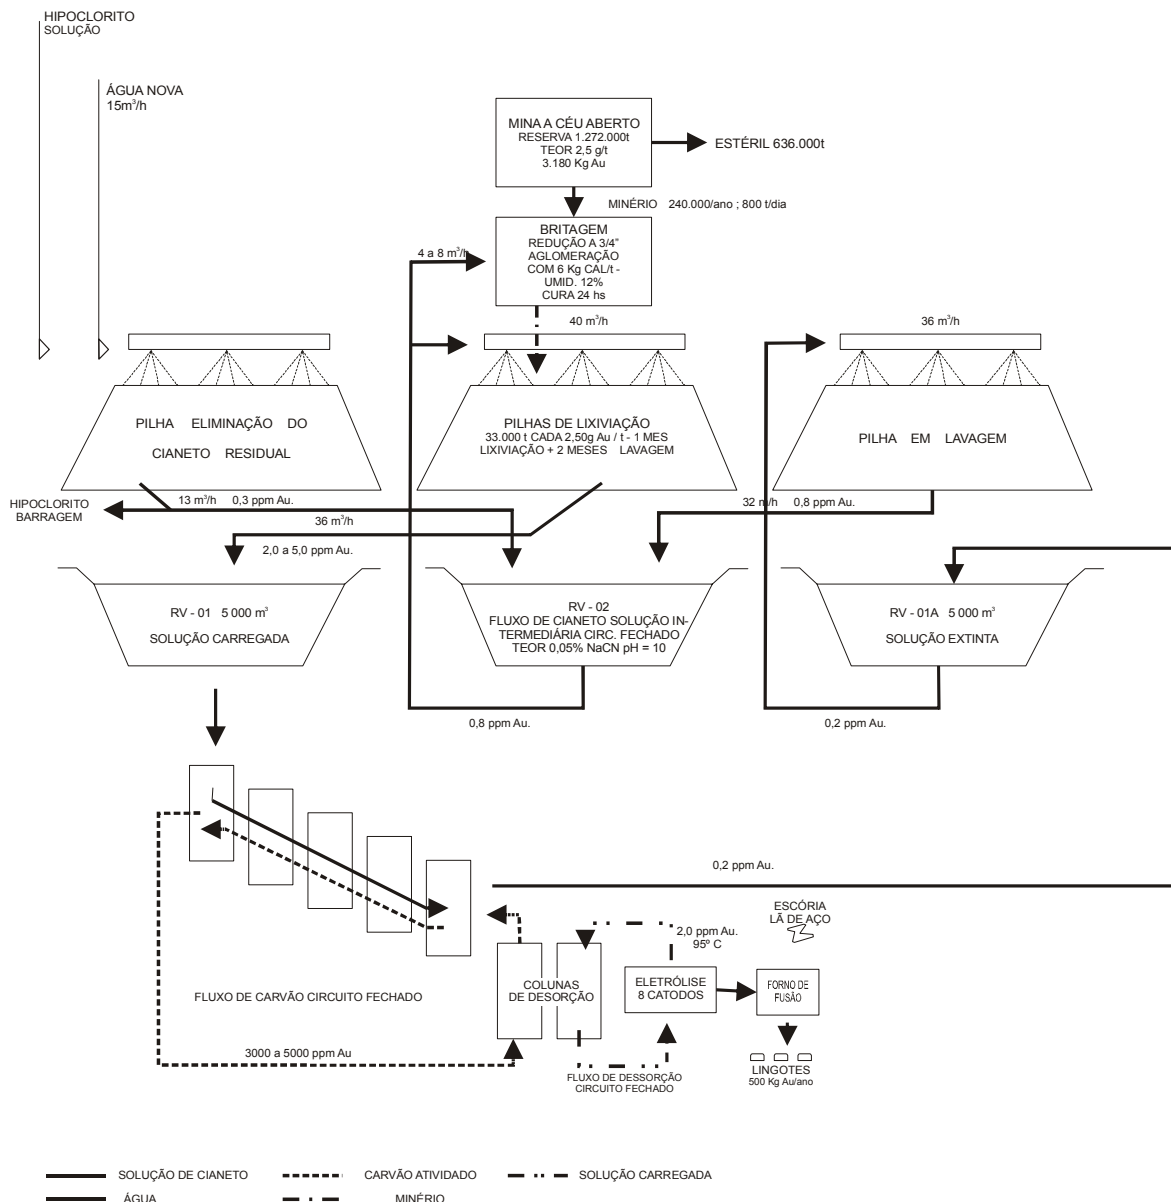 HIPOCLORITO
SOLUÇÃO
ÁGUA NOVA
15m³/h
MINA A CÉU ABERTO
RESERVA 1.272.000t
TEOR 2,5 g/t
3.180 Kg Au
ESTÉRIL 636.000t
MINÉRIO 240.000/ano ; 800 t/dia
BRITAGEM
REDUÇÃO A 3/4"
AGLOMERAÇÃO
COM 6 Kg CAL/t -
UMID. 12%
CURA 24 hs
4 a 8 m³/h
40 m³/h
36 m³/h
PILHA ELIMINAÇÃO DO
CIANETO RESIDUAL
PILHAS DE LIXIVIAÇÃO
33.000 t CADA 2,50g Au / t - 1 MES
LIXIVIAÇÃO + 2 MESES LAVAGEM
PILHA EM LAVAGEM
HIPOCLORITO
BARRAGEM
13 m³/h 0,3 ppm Au.
36 m³/h
2,0 a 5,0 ppm Au.
32 m³/h 0,8 ppm Au.
RV - 01 5 000 m³
SOLUÇÃO CARREGADA
RV - 02
FLUXO DE CIANETO SOLUÇÃO IN-
TERMEDIÁRIA CIRC. FECHADO
TEOR 0,05% NaCN pH = 10
RV - 01A 5 000 m³
SOLUÇÃO EXTINTA
0,8 ppm Au.
0,2 ppm Au.
0,2 ppm Au.
ESCÓRIA
LÃ DE AÇO
2,0 ppm Au.
95º C
FLUXO DE CARVÃO CIRCUITO FECHADO
COLUNAS
DE DESORÇÃO
ELETRÓLISE
8 CATODOS
FORNO DE
FUSÃO
3000 a 5000 ppm Au
FLUXO DE DESSORÇÃO
CIRCUITO FECHADO
LINGOTES
500 Kg Au/ano
SOLUÇÃO DE CIANETO
CARVÃO ATIVADO
SOLUÇÃO CARREGADA
ÁGUA
MINÉRIO